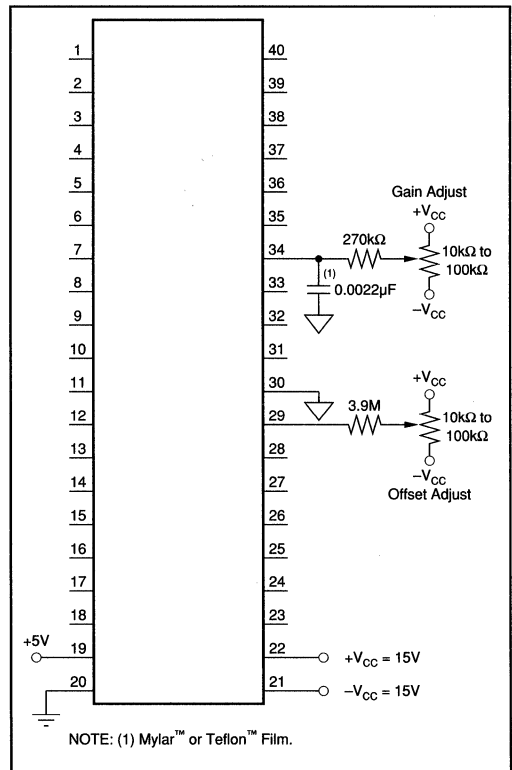 1
2
3
4
5
6
7
8
9
10
11
12
13
14
15
16
17
18
19
20
+5V
40
39
38
37
36
35
34
33
32
31
30
29
28
27
26
25
24
23
22
21
Gain Adjust
+VCC
270kΩ
10kΩ to
100kΩ
(1)
0.0022µF
−VCC
+VCC
3.9M
10kΩ to
100kΩ
−VCC
Offset Adjust
+VCC = 15V
−VCC = 15V
NOTE: (1) Mylar™ or Teflon™ Film.